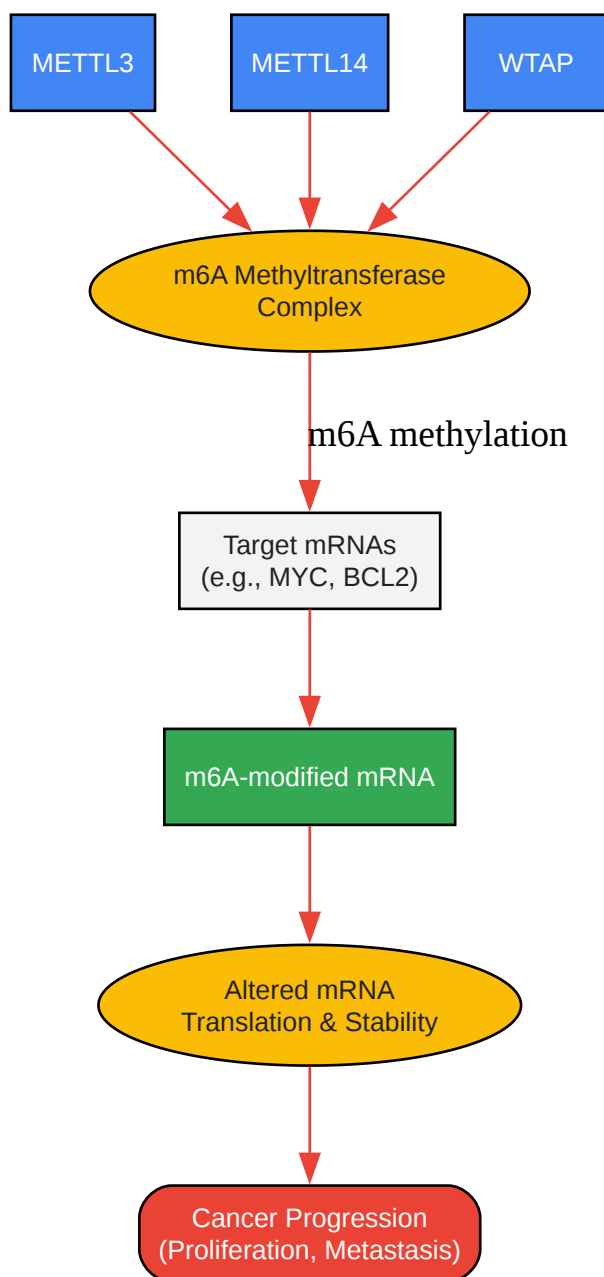 METTL3
METTL14
WTAP
m6A Methyltransferase
Complex
m6A methylation
Target mRNAs
(e.g., MYC, BCL2)
m6A-modified mRNA
Altered mRNA
Translation & Stability
Cancer Progression
(Proliferation, Metastasis)